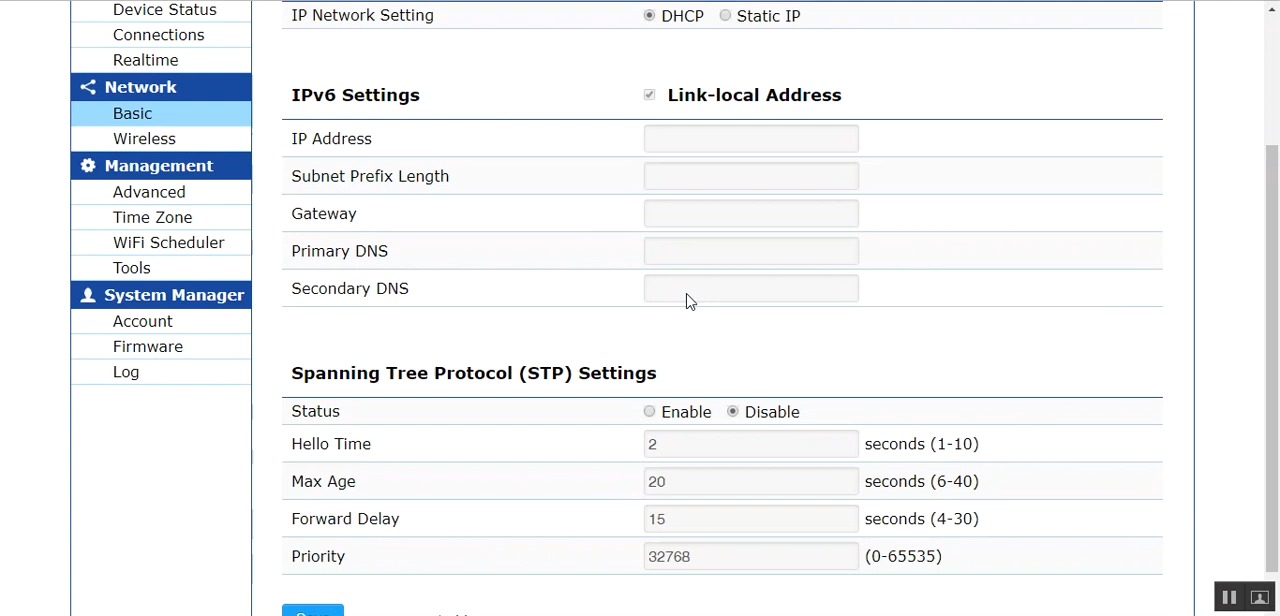 Device Status
Connections
Realtime
Network
Basic
Wireless
Management
Advanced
Time Zone
WiFi Scheduler
Tools
System Manager
Account
Firmware
Log
IP Network Setting DHCP Static IP
IPv6 Settings Link-local Address
IP Address
Subnet Prefix Length
Gateway
Primary DNS
Secondary DNS
Spanning Tree Protocol (STP) Settings
Status Enable Disable
Hello Time 2 seconds (1-10)
Max Age 20 seconds (6-40)
Forward Delay 15 seconds (4-30)
Priority 32768 (0-65535)